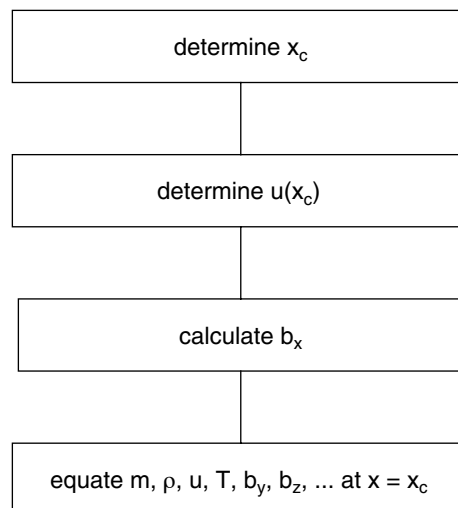 determine x_c
determine u(x_c)
calculate b_x
equate m, ρ, u, T, b_y, b_z, ... at x = x_c